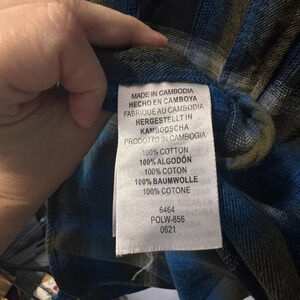 MADE IN CAMBODIA
HECHO EN CAMBOYA
FABRIQUÉ AU CAMBODIA
HERGESTELLT IN
KAMBODSCHA
PRODOTTO IN CAMBOGIA
100% COTTON
100% ALGODÓN
100% COTON
100% BAUMWOLLE
100% COTONE
6464
POLW-856
0621